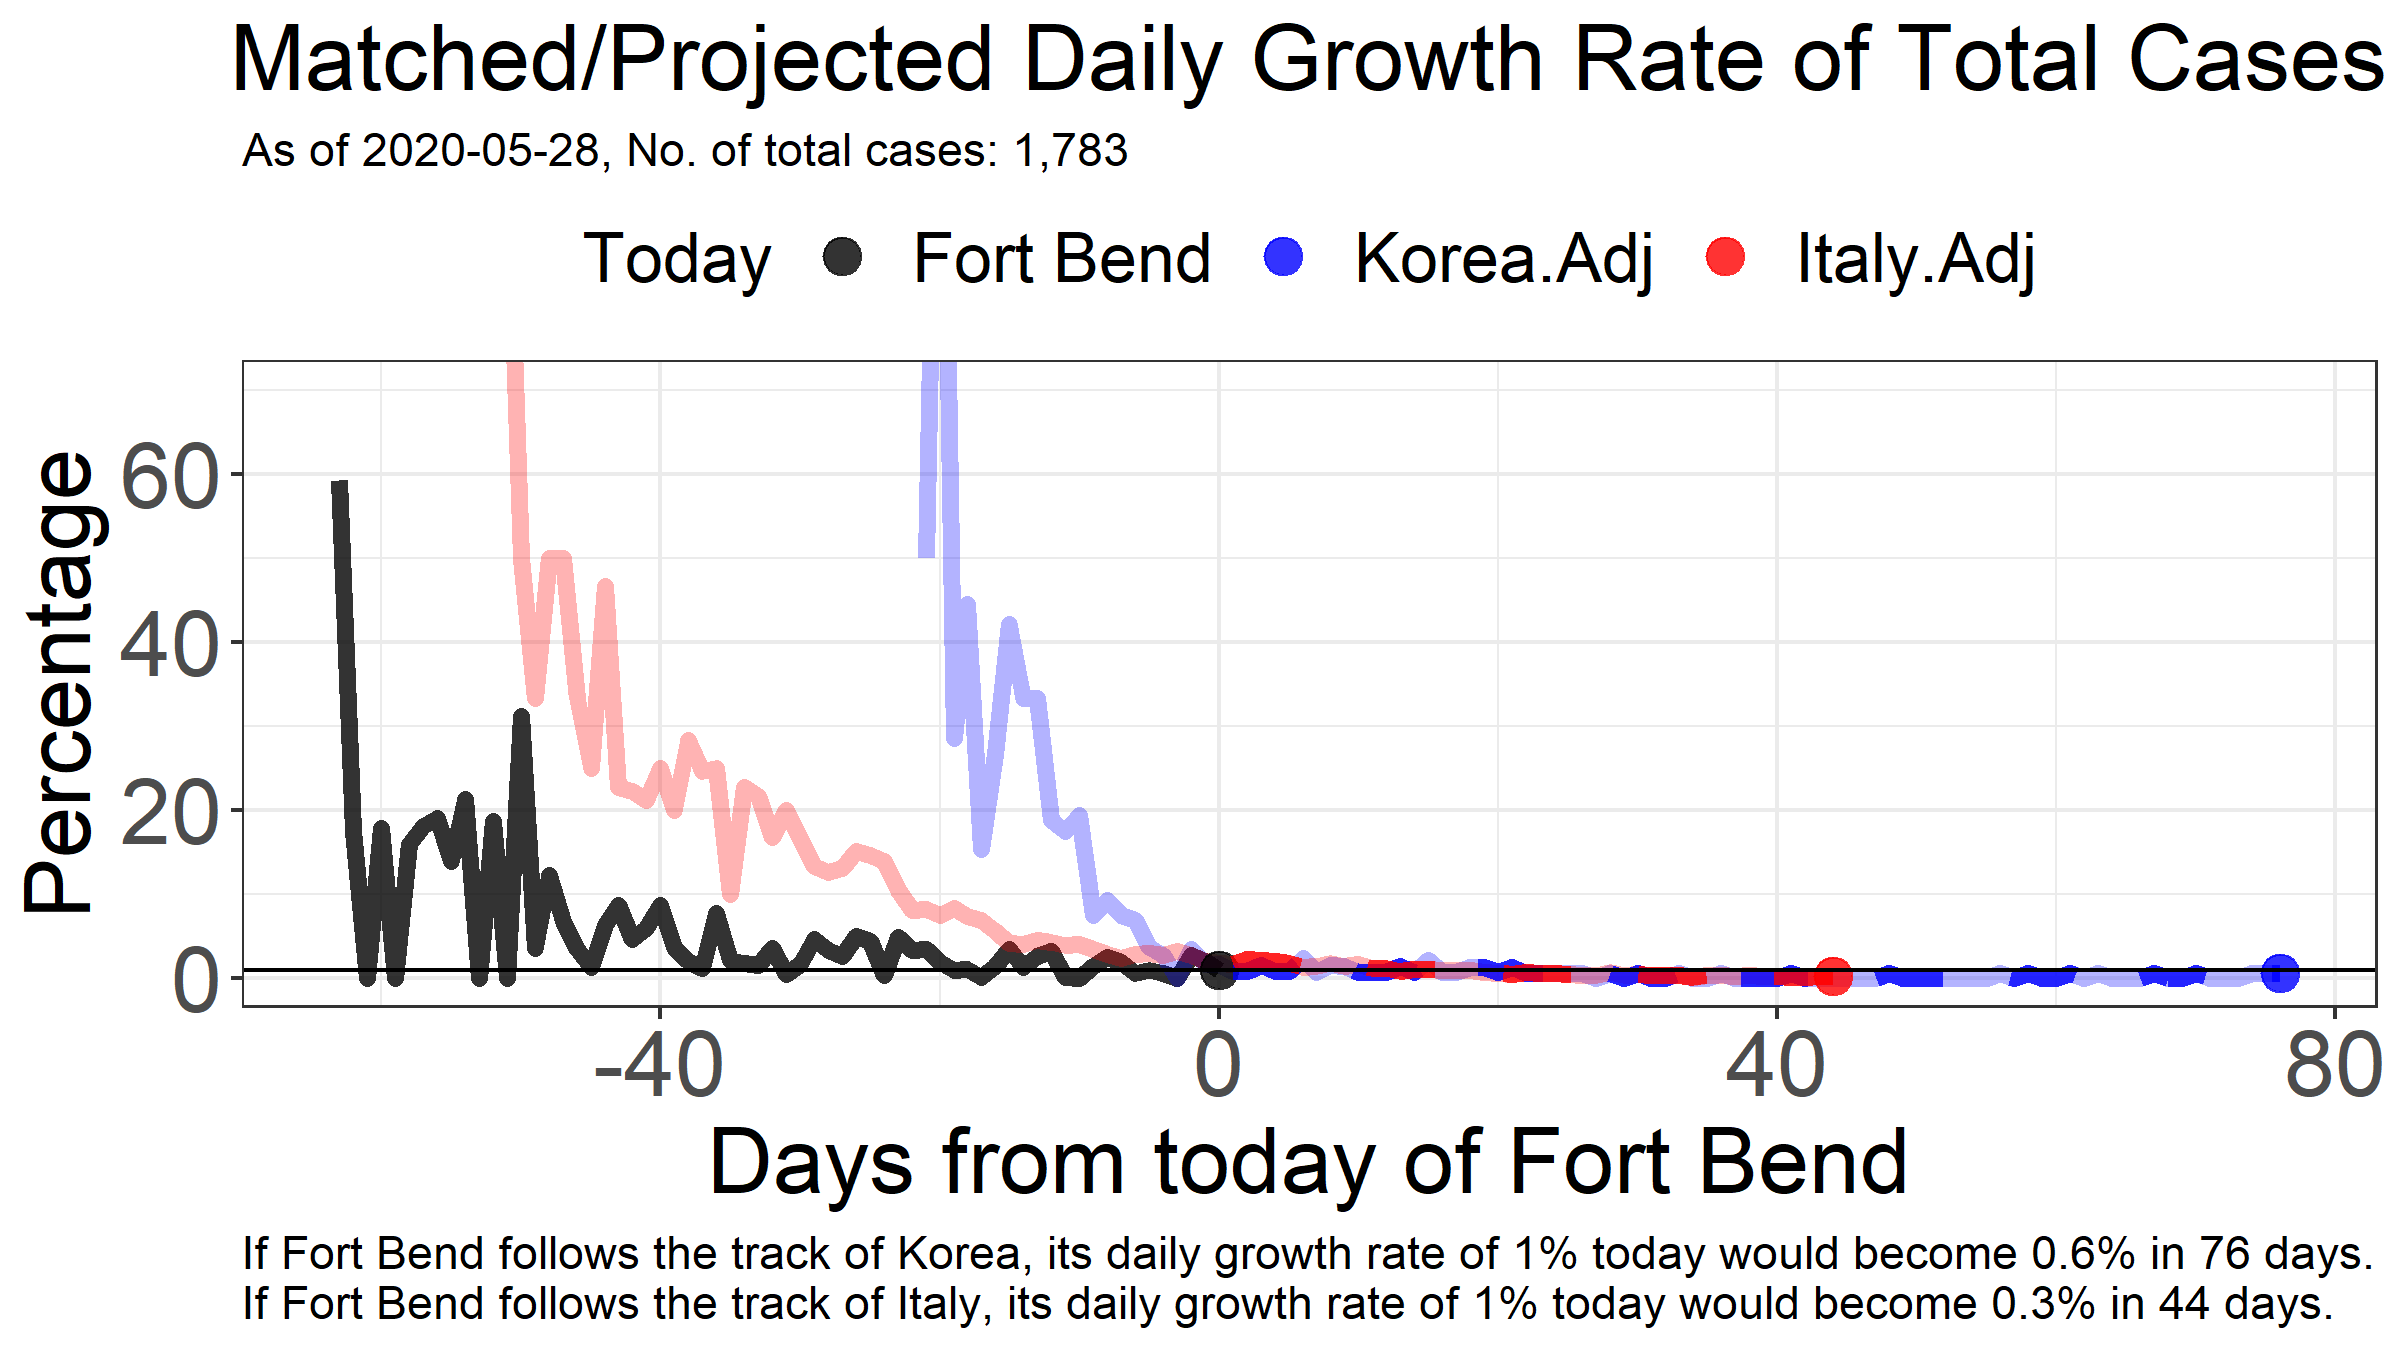 Matched/Projected Daily Growth Rate of Total Cases
As of 2020-05-28, No. of total cases: 1,783
Today Fort Bend Korea.Adj Italy.Adj
Percentage
60
40
20
0
-40 0 40 80
Days from today of Fort Bend
If Fort Bend follows the track of Korea, its daily growth rate of 1% today would become 0.6% in 76 days.
If Fort Bend follows the track of Italy, its daily growth rate of 1% today would become 0.3% in 44 days.